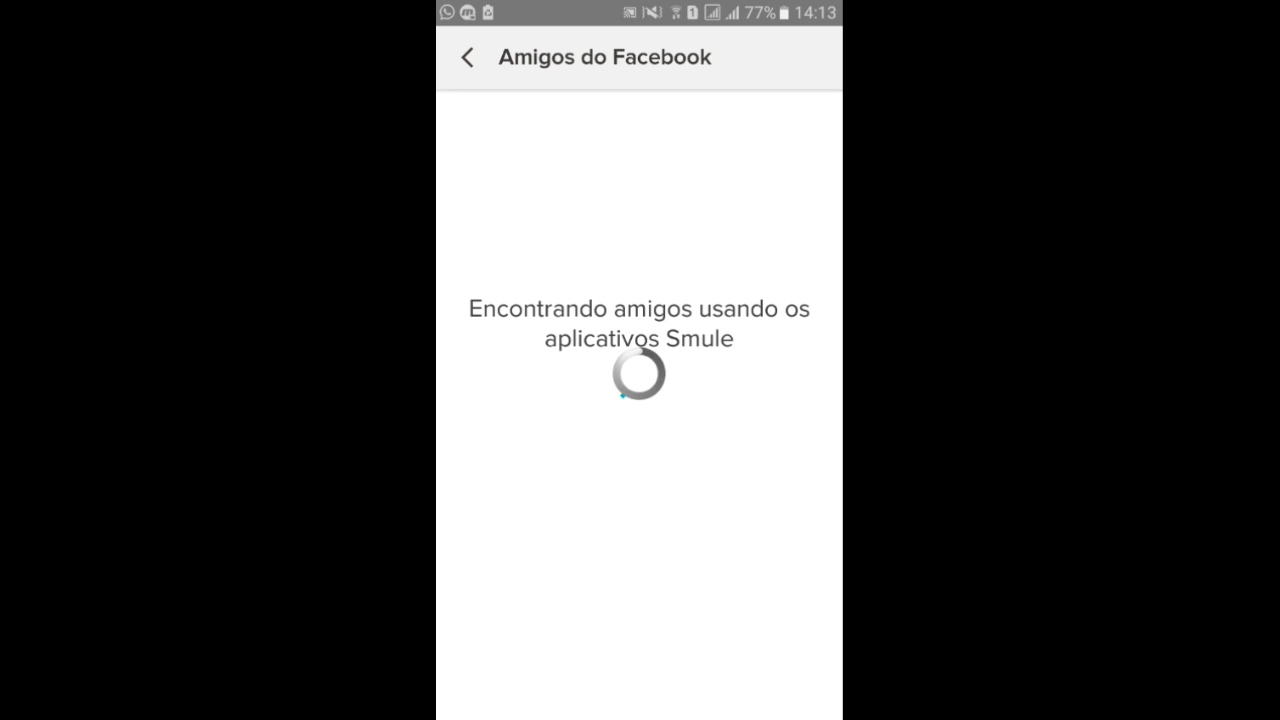 77% 14:13
Amigos do Facebook
Encontrando amigos usando os
aplicativos Smule